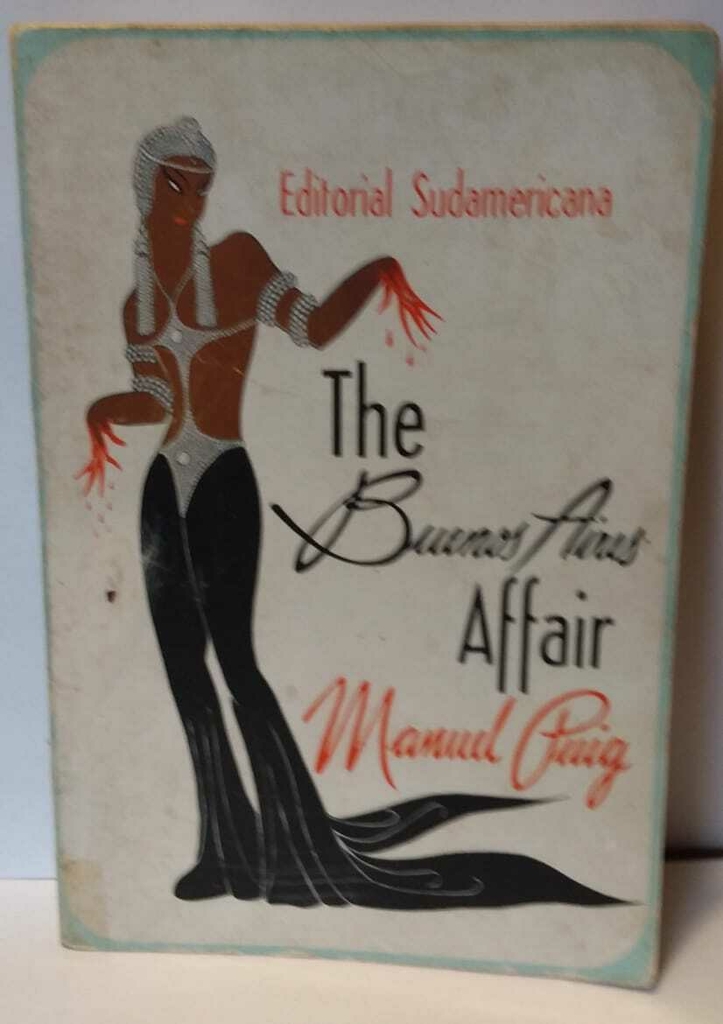 Editorial Sudamericana
The
Buenos Aires
Affair
Manuel Puig